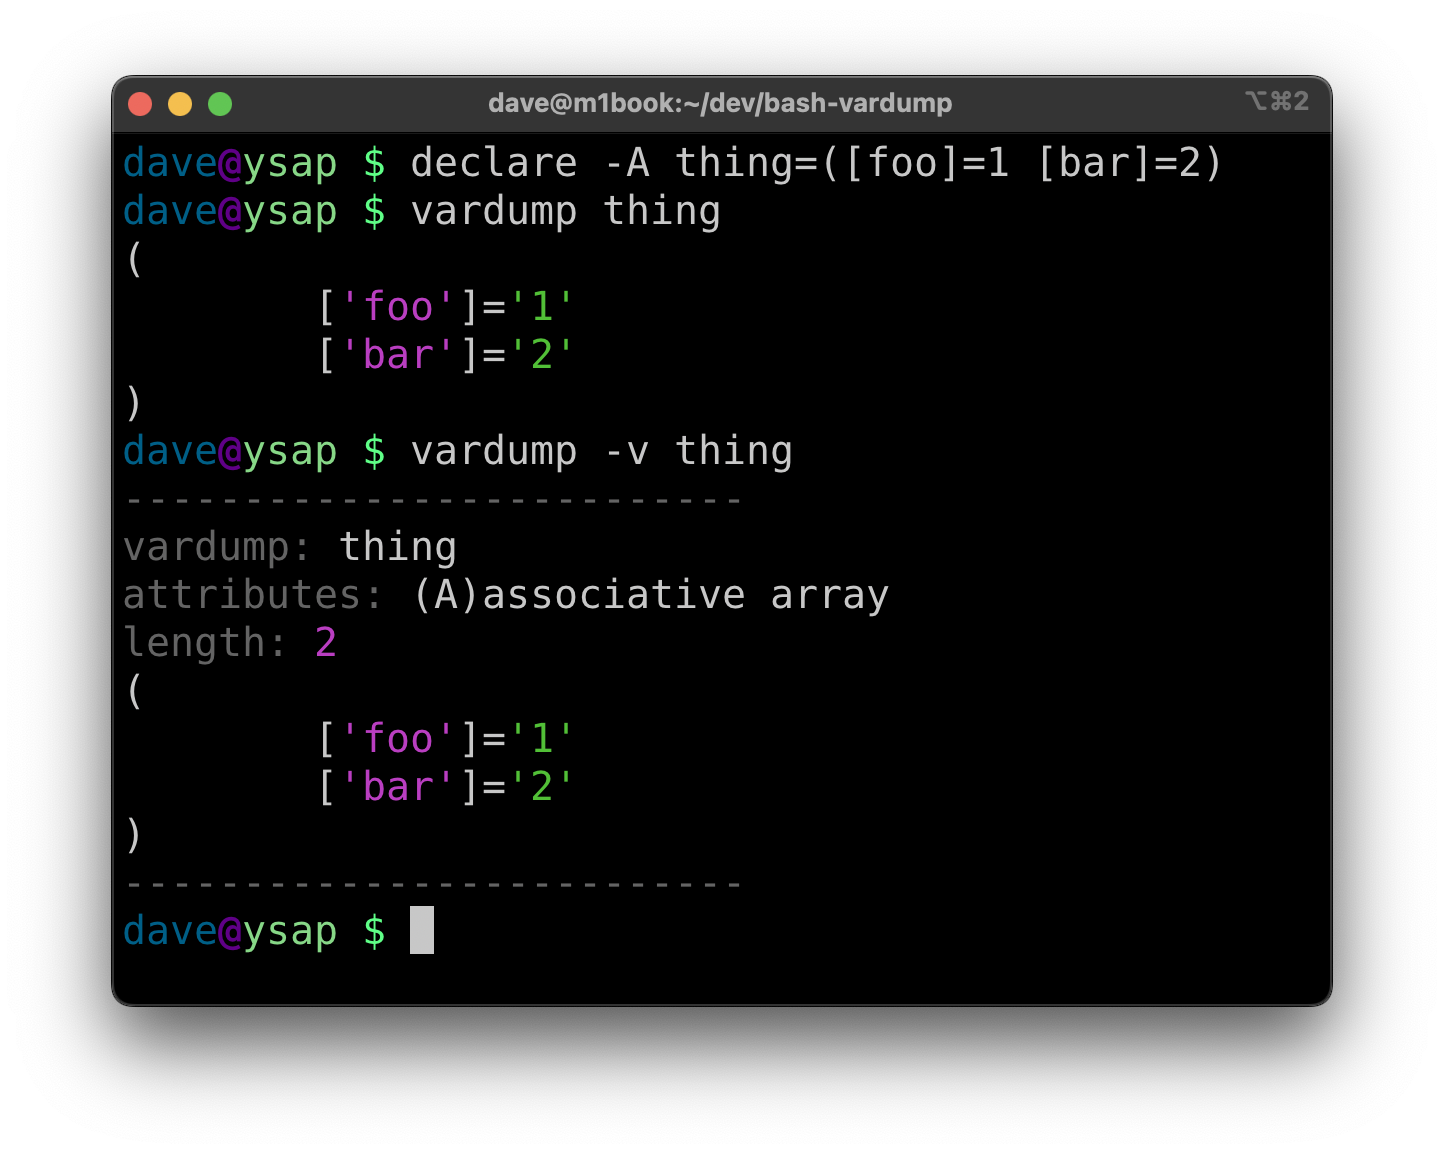 dave@m1book:~/dev/bash-vardump ⌥⌘2
dave@ysap $ declare -A thing=([foo]=1 [bar]=2)
dave@ysap $ vardump thing
(
        ['foo']='1'
        ['bar']='2'
)
dave@ysap $ vardump -v thing
--------------------------
vardump: thing
attributes: (A)associative array
length: 2
(
        ['foo']='1'
        ['bar']='2'
)
--------------------------
dave@ysap $